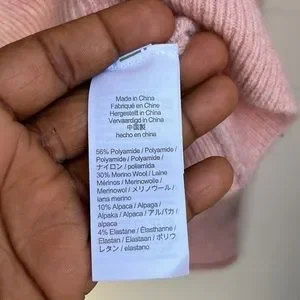 Made in China
Fabriqué en Chine
Hergestellt in China
Vervaardigd in China
中国製
hecho en china
56% Polyamide / Polyamide /
Polyamide / Polyamide /
ナイロン / poliamida
30% Merino Wool / Laine
Mérinos / Merinowolle /
Merinowol / メリノウール /
lana merino
10% Alpaca / Alpaga /
Alpaka / Alpaca / アルパカ /
alpaca
4% Elastane / Élasthanne /
Elastan / Elastaan / ポリウ
レタン / elastano